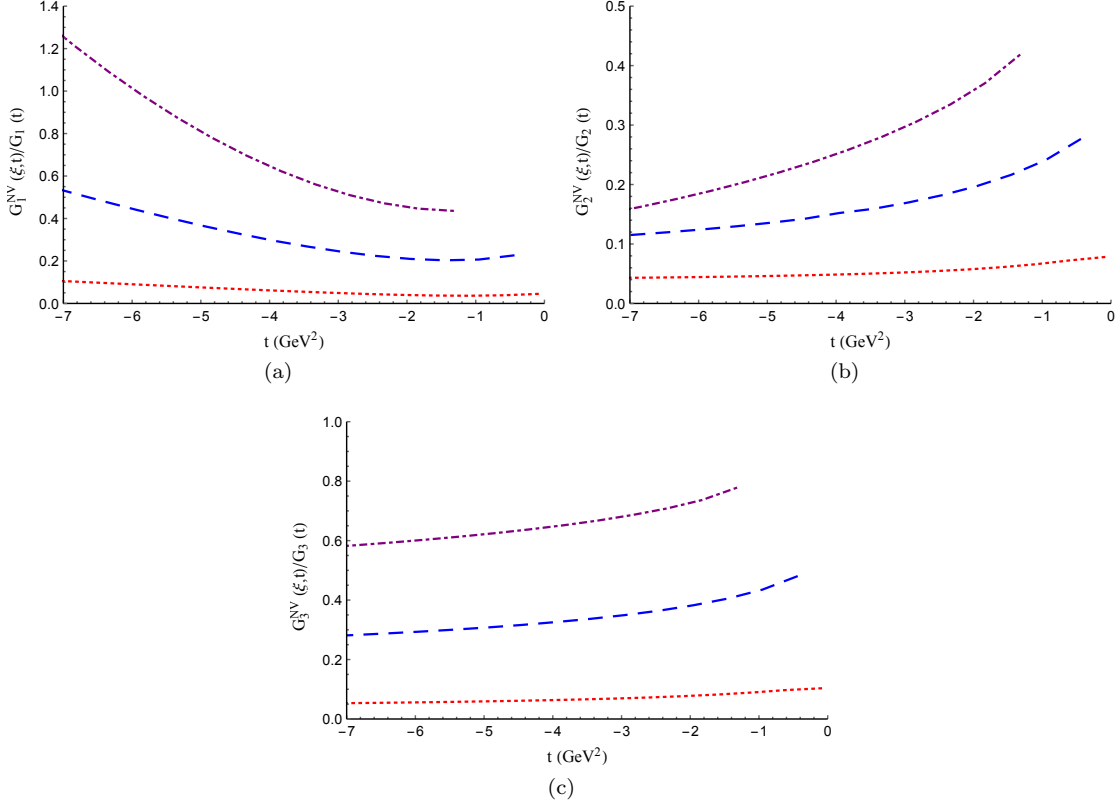 1.4
1.2
1.0
0.8
0.6
0.4
0.2
0.0
G₁ᴺⱽ(ξ,t)/G₁ (t)
-7 -6 -5 -4 -3 -2 -1 0
t (GeV²)
(a)
0.5
0.4
0.3
0.2
0.1
0.0
G₂ᴺⱽ(ξ,t)/G₂ (t)
-7 -6 -5 -4 -3 -2 -1 0
t (GeV²)
(b)
1.0
0.8
0.6
0.4
0.2
0.0
G₃ᴺⱽ(ξ,t)/G₃ (t)
-7 -6 -5 -4 -3 -2 -1 0
t (GeV²)
(c)